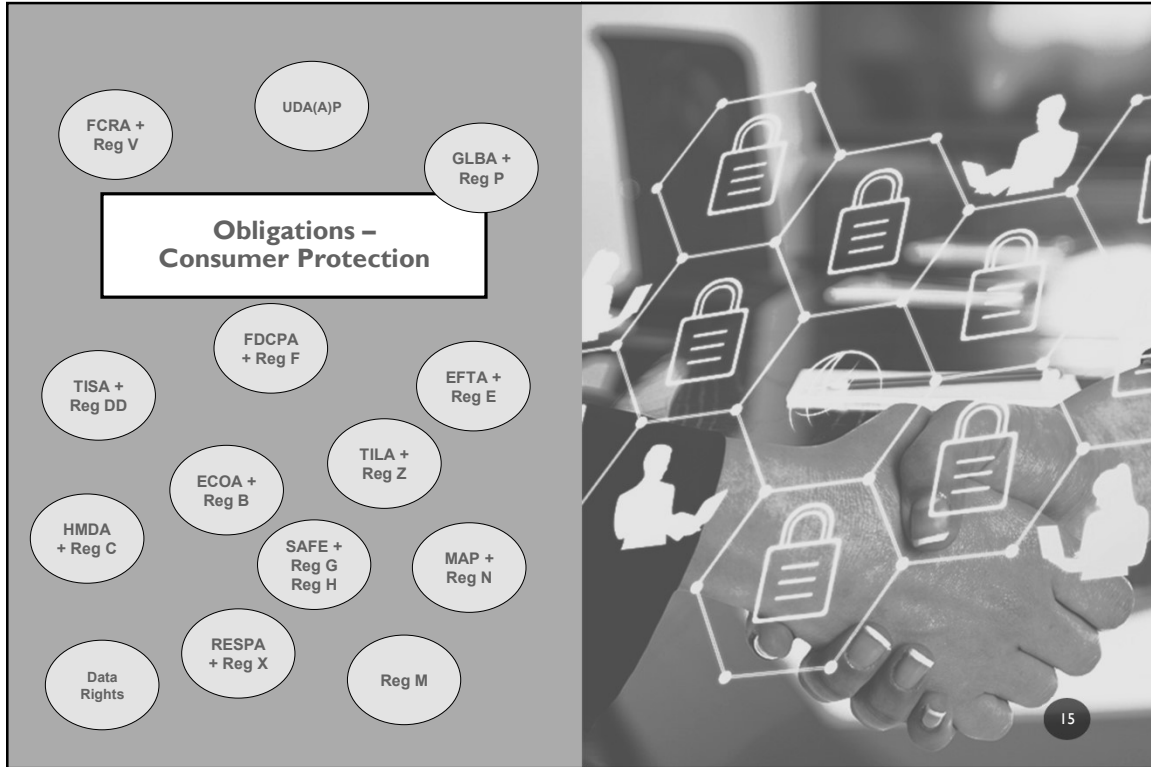 UDA(A)P
FCRA +
Reg V
GLBA +
Reg P
Obligations –
Consumer Protection
FDCPA
+ Reg F
TISA +
Reg DD
EFTA +
Reg E
TILA +
Reg Z
ECOA +
Reg B
HMDA
+ Reg C
SAFE +
Reg G
Reg H
MAP +
Reg N
RESPA
+ Reg X
Data
Rights
Reg M
15